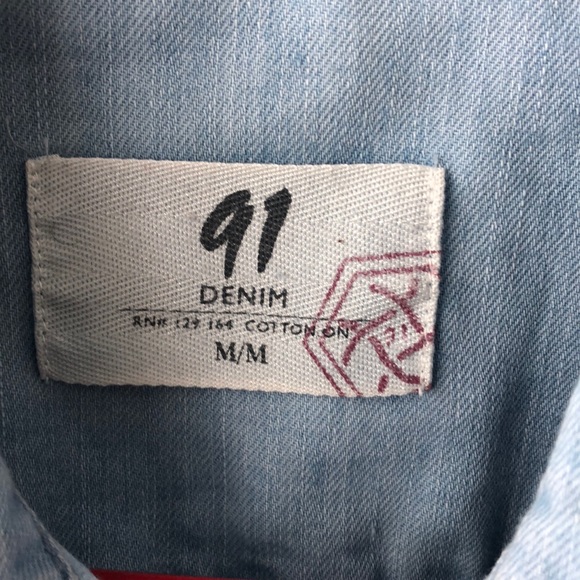 91
DENIM
RN# 129 164 COTTON ON
M/M